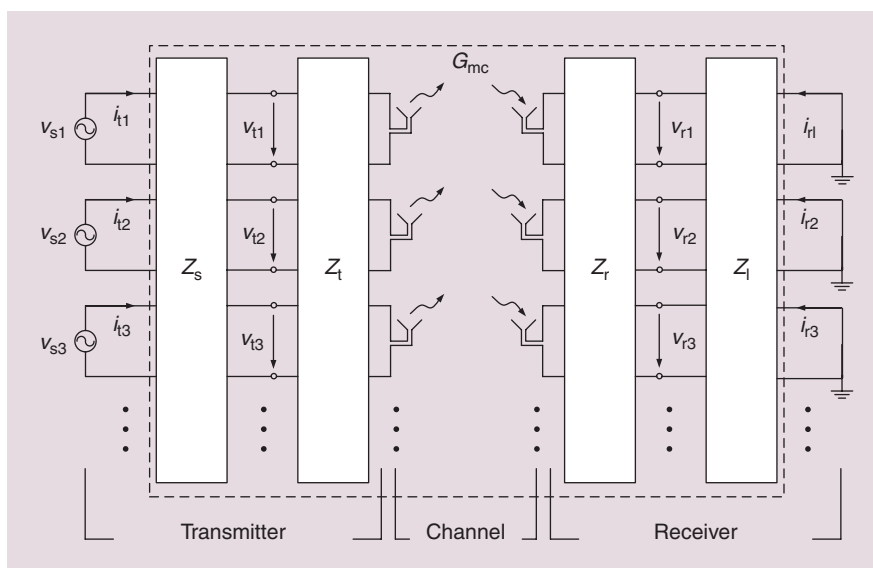 G_mc
v_s1 i_t1 v_t1 v_r1 i_rl
v_s2 i_t2 v_t2 v_r2 i_r2
Z_s Z_t Z_r Z_l
v_s3 i_t3 v_t3 v_r3 i_r3
Transmitter Channel Receiver